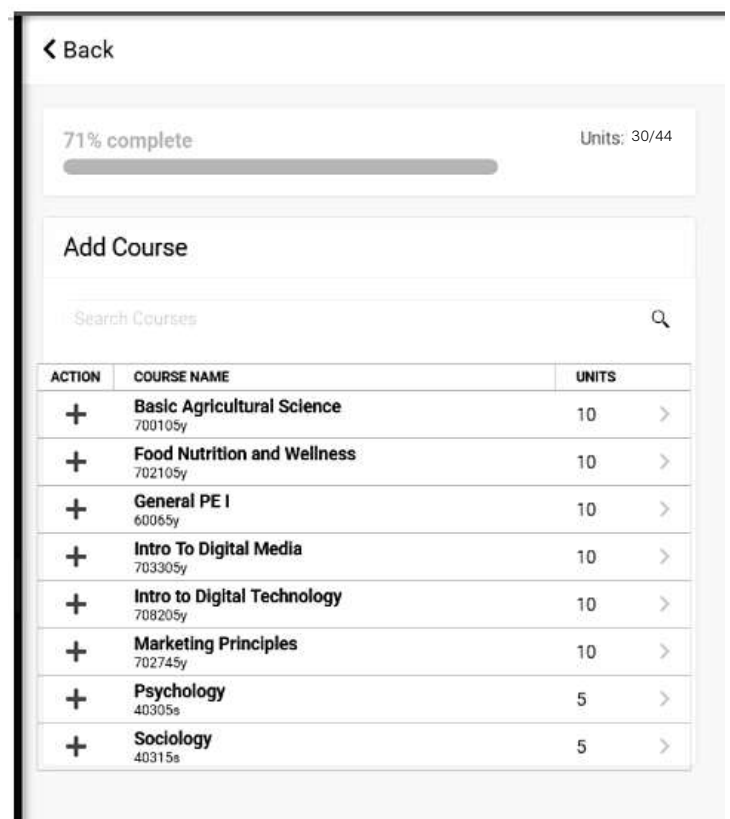 Back
71% complete
Units: 30/44
Add Course
Search Courses
ACTION COURSE NAME UNITS
Basic Agricultural Science
700105y
10
Food Nutrition and Wellness
702105y
10
General PE I
60065y
10
Intro To Digital Media
703305y
10
Intro to Digital Technology
708205y
10
Marketing Principles
702745y
10
Psychology
40305s
5
Sociology
40315s
5